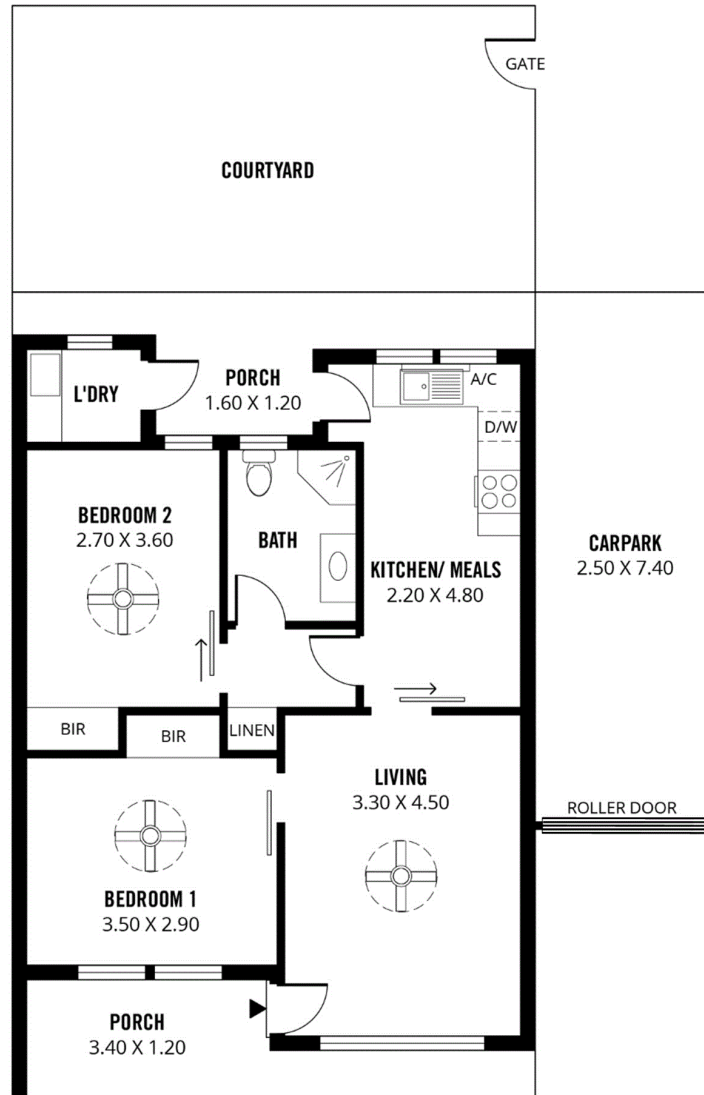 GATE
COURTYARD
L'DRY
PORCH
1.60 X 1.20
A/C
D/W
BEDROOM 2
2.70 X 3.60
BATH
KITCHEN/ MEALS
2.20 X 4.80
CARPARK
2.50 X 7.40
BIR
BIR
LINEN
LIVING
3.30 X 4.50
ROLLER DOOR
BEDROOM 1
3.50 X 2.90
PORCH
3.40 X 1.20